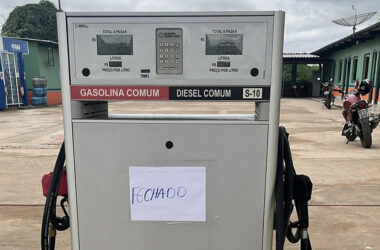 TOTAL A PAGAR
TOTAL A PAGAR
R$
R$
LITROS
LITROS
PREÇO POR LITRO
PREÇO POR LITRO
GASOLINA COMUM
DIESEL COMUM
S-10
FECHADO